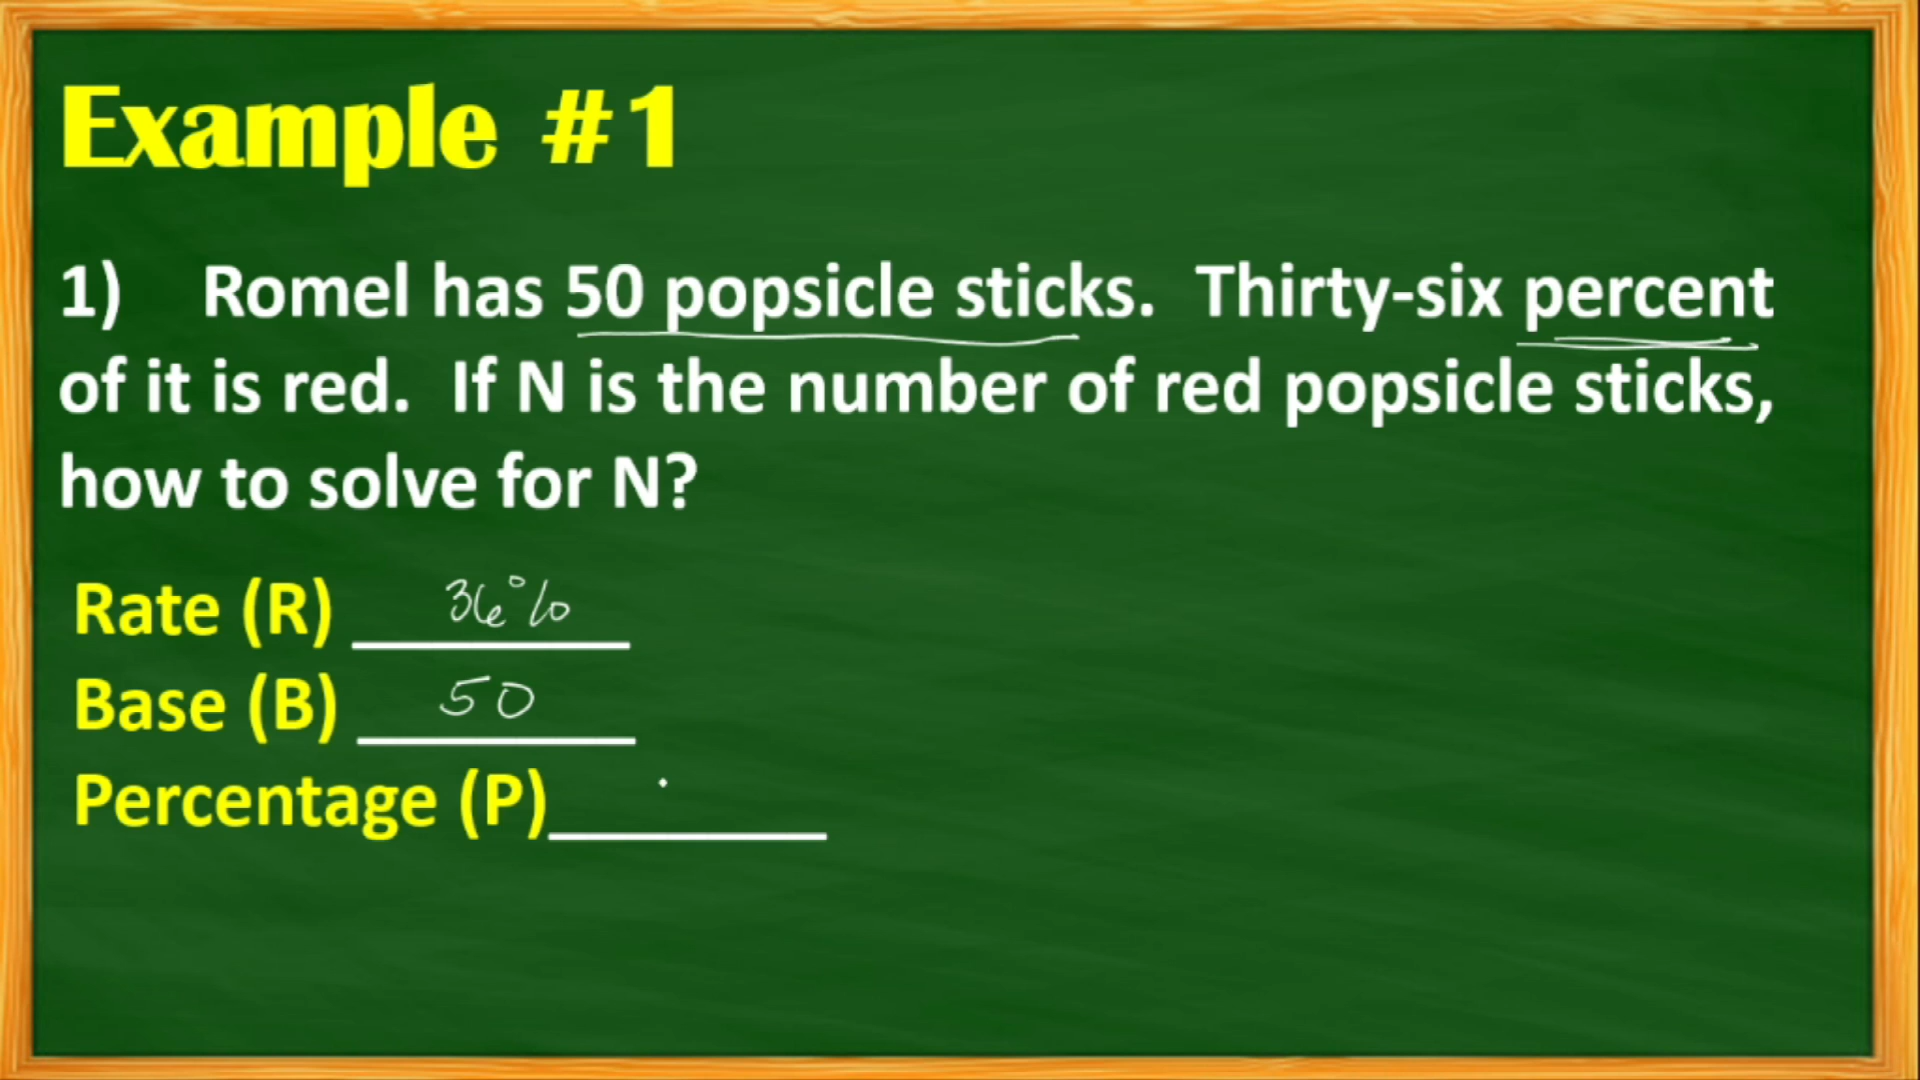 Example #1
1) Romel has 50 popsicle sticks. Thirty-six percent
of it is red. If N is the number of red popsicle sticks,
how to solve for N?
Rate (R) 36%
Base (B) 50
Percentage (P)